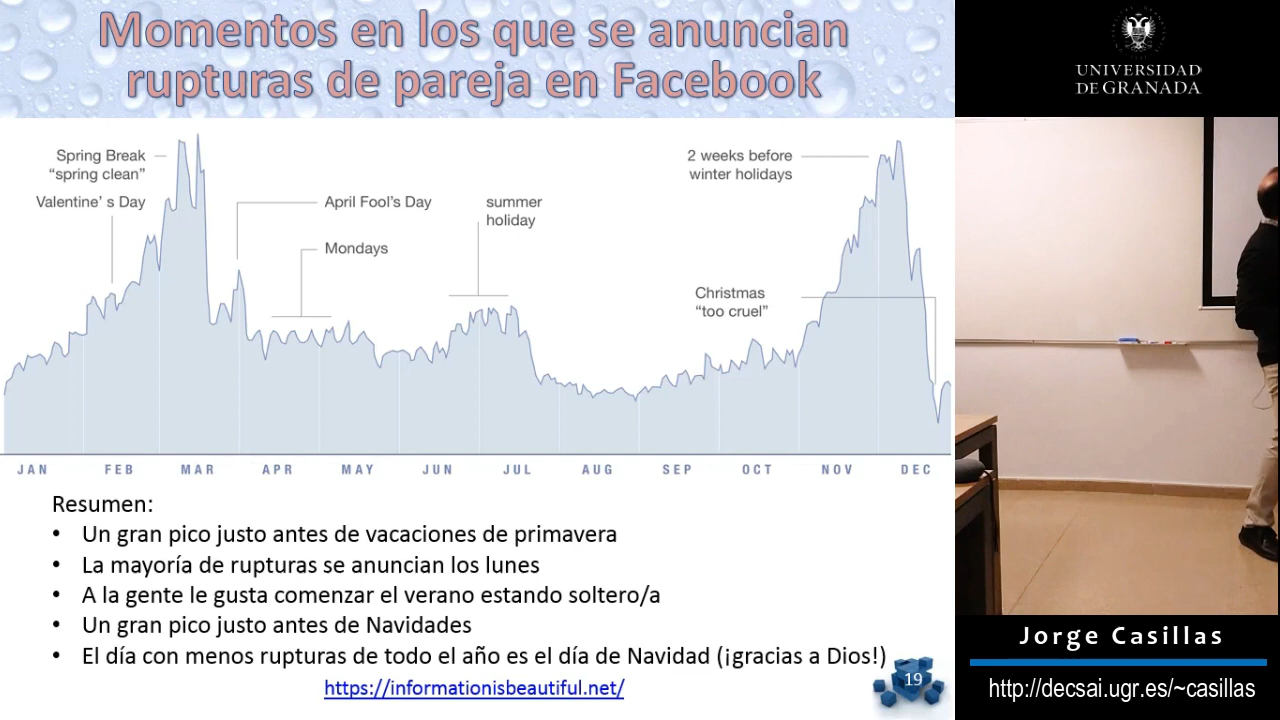 Momentos en los que se anuncian
rupturas de pareja en Facebook
Spring Break
“spring clean”
Valentine’ s Day
April Fool’s Day
Mondays
summer
holiday
2 weeks before
winter holidays
Christmas
“too cruel”
JAN FEB MAR APR MAY JUN JUL AUG SEP OCT NOV DEC
Resumen:
• Un gran pico justo antes de vacaciones de primavera
• La mayoría de rupturas se anuncian los lunes
• A la gente le gusta comenzar el verano estando soltero/a
• Un gran pico justo antes de Navidades
• El día con menos rupturas de todo el año es el día de Navidad (¡gracias a Dios!)
https://informationisbeautiful.net/
19
UNIVERSIDAD
DE GRANADA
Jorge Casillas
http://decsai.ugr.es/~casillas